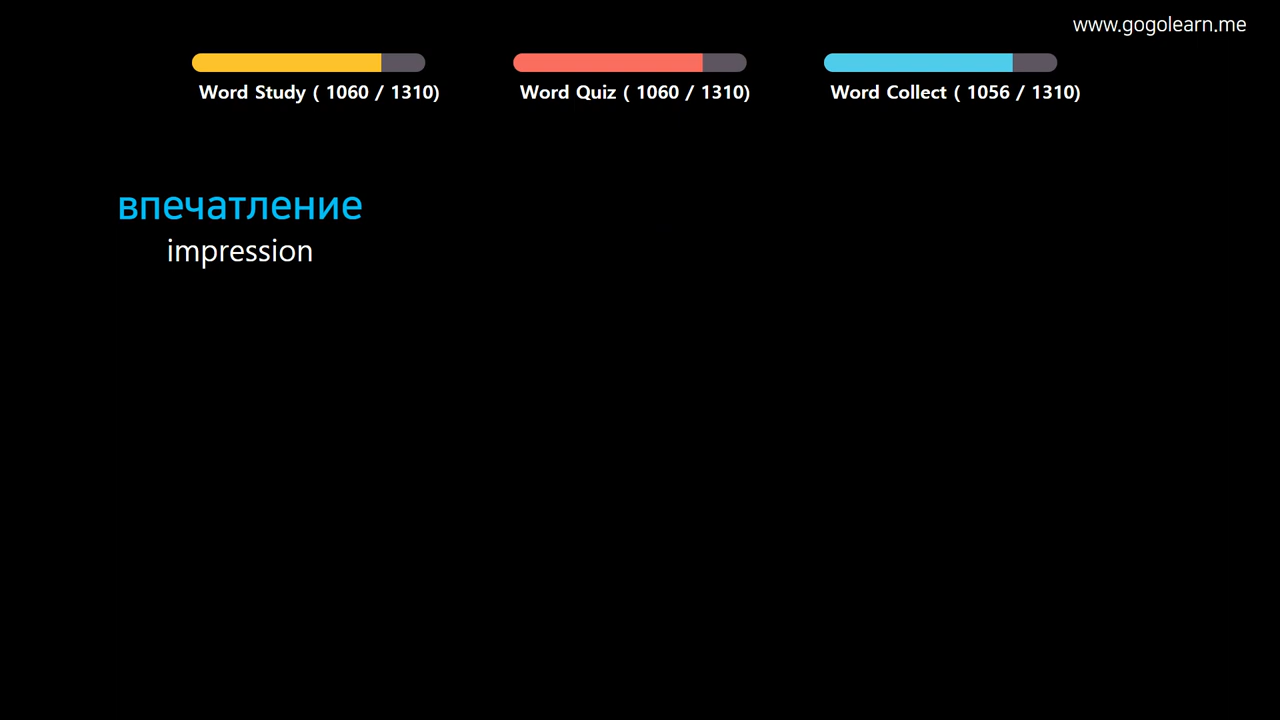 www.gogolearn.me
Word Study ( 1060 / 1310)
Word Quiz ( 1060 / 1310)
Word Collect ( 1056 / 1310)
впечатление
impression